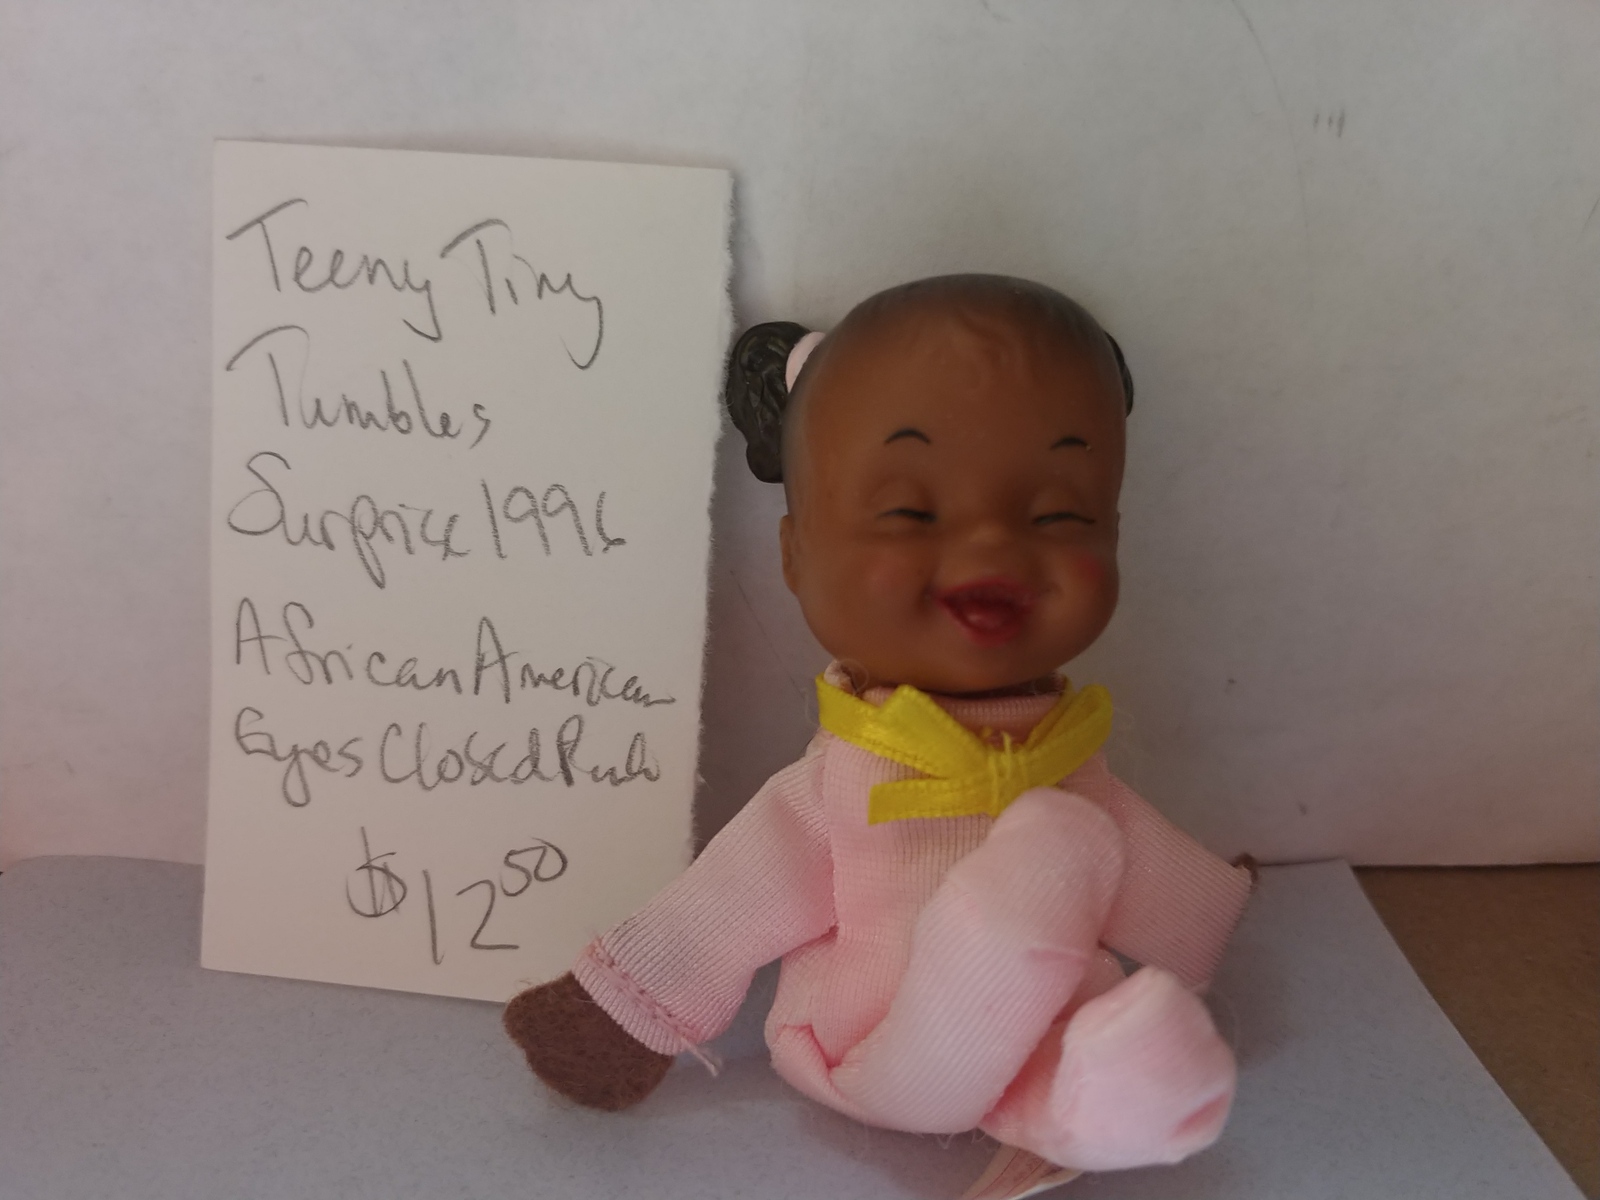 Teeny Tiny
Tumbles
Surprise 1996
African American
Eyes Closed Pink
$12.50